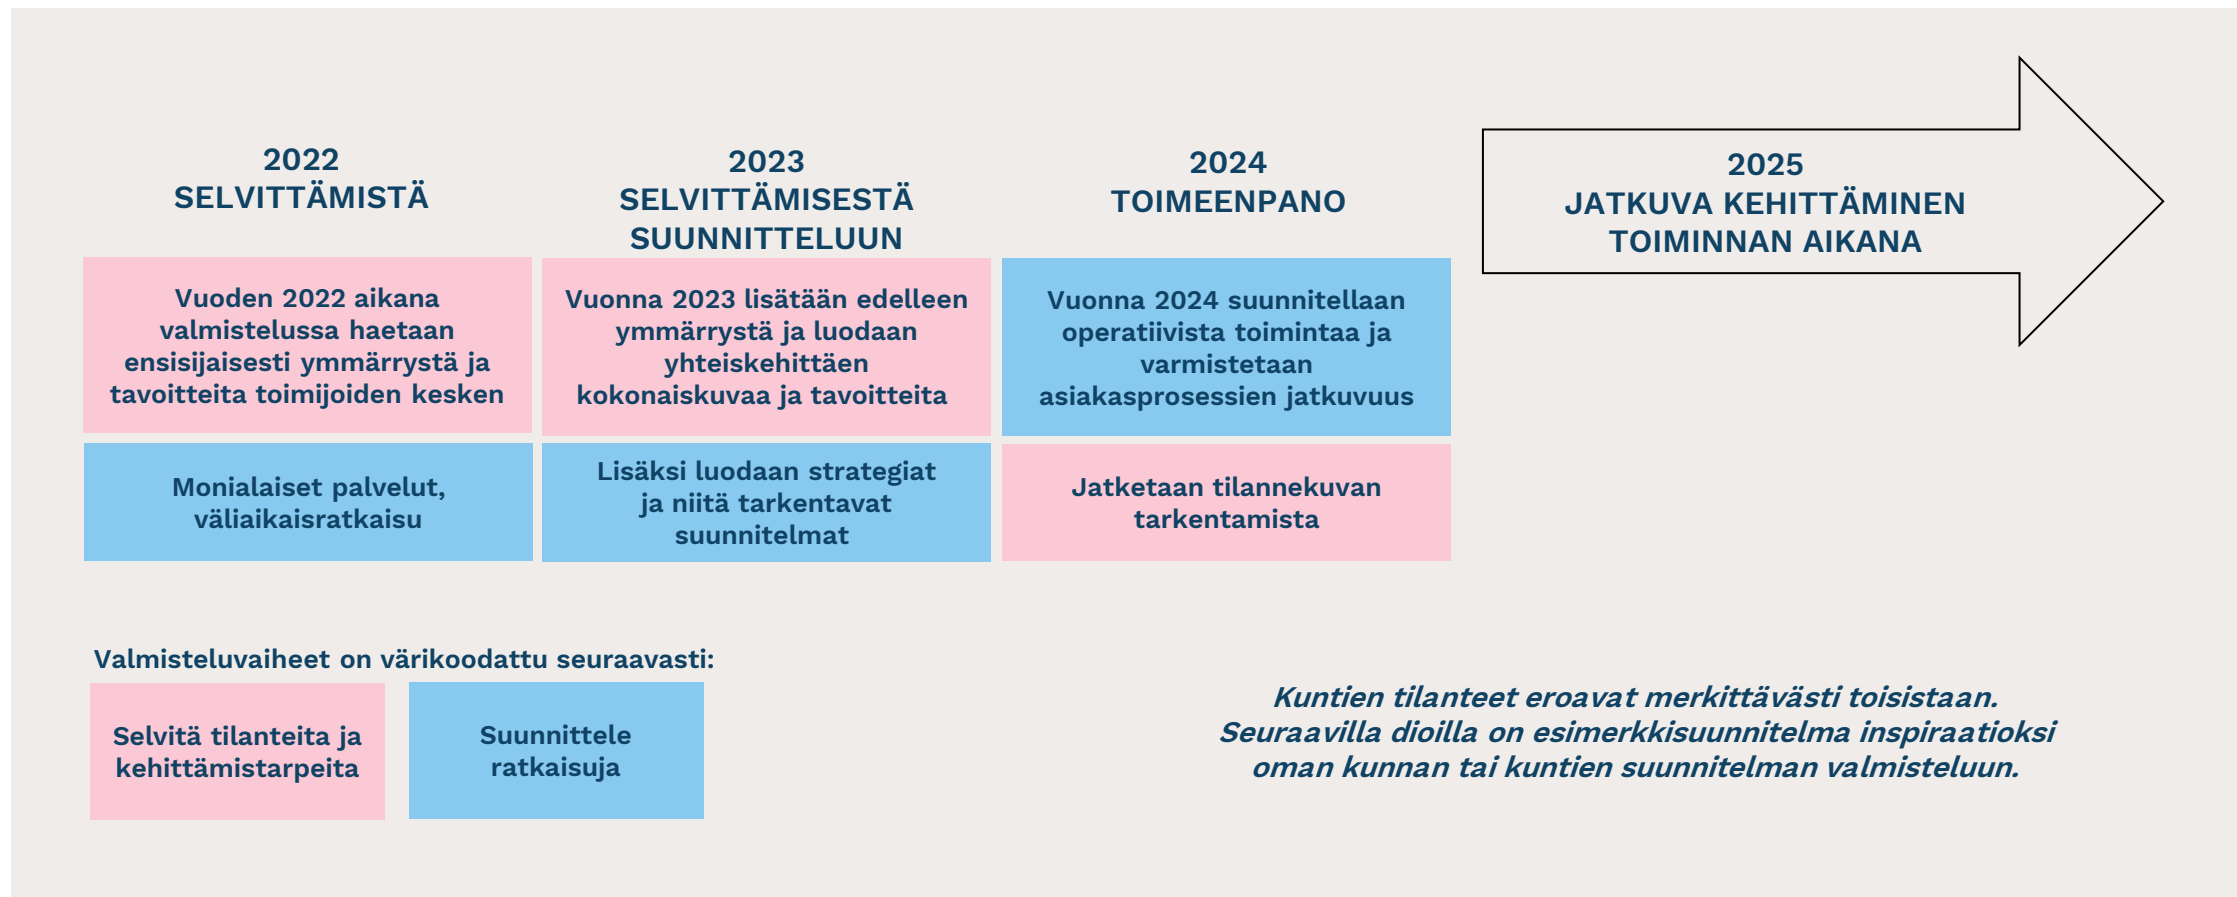 2022
SELVITTÄMISTÄ
Vuoden 2022 aikana
valmistelussa haetaan
ensisijaisesti ymmärrystä ja
tavoitteita toimijoiden kesken
Monialaiset palvelut,
väliaikaisratkaisu
2023
SELVITTÄMISESTÄ
SUUNNITTELUUN
Vuonna 2023 lisätään edelleen
ymmärrystä ja luodaan
yhteiskehittäen
kokonaiskuvaa ja tavoitteita
Lisäksi luodaan strategiat
ja niitä tarkentavat
suunnitelmat
2024
TOIMEENPANO
Vuonna 2024 suunnitellaan
operatiivista toimintaa ja
varmistetaan
asiakasprosessien jatkuvuus
Jatketaan tilannekuvan
tarkentamista
2025
JATKUVA KEHITTÄMINEN
TOIMINNAN AIKANA
Valmisteluvaiheet on värikoodattu seuraavasti:
Selvitä tilanteita ja
kehittämistarpeita
Suunnittele
ratkaisuja
Kuntien tilanteet eroavat merkittävästi toisistaan.
Seuraavilla dioilla on esimerkkisuunnitelma inspiraatioksi
oman kunnan tai kuntien suunnitelman valmisteluun.